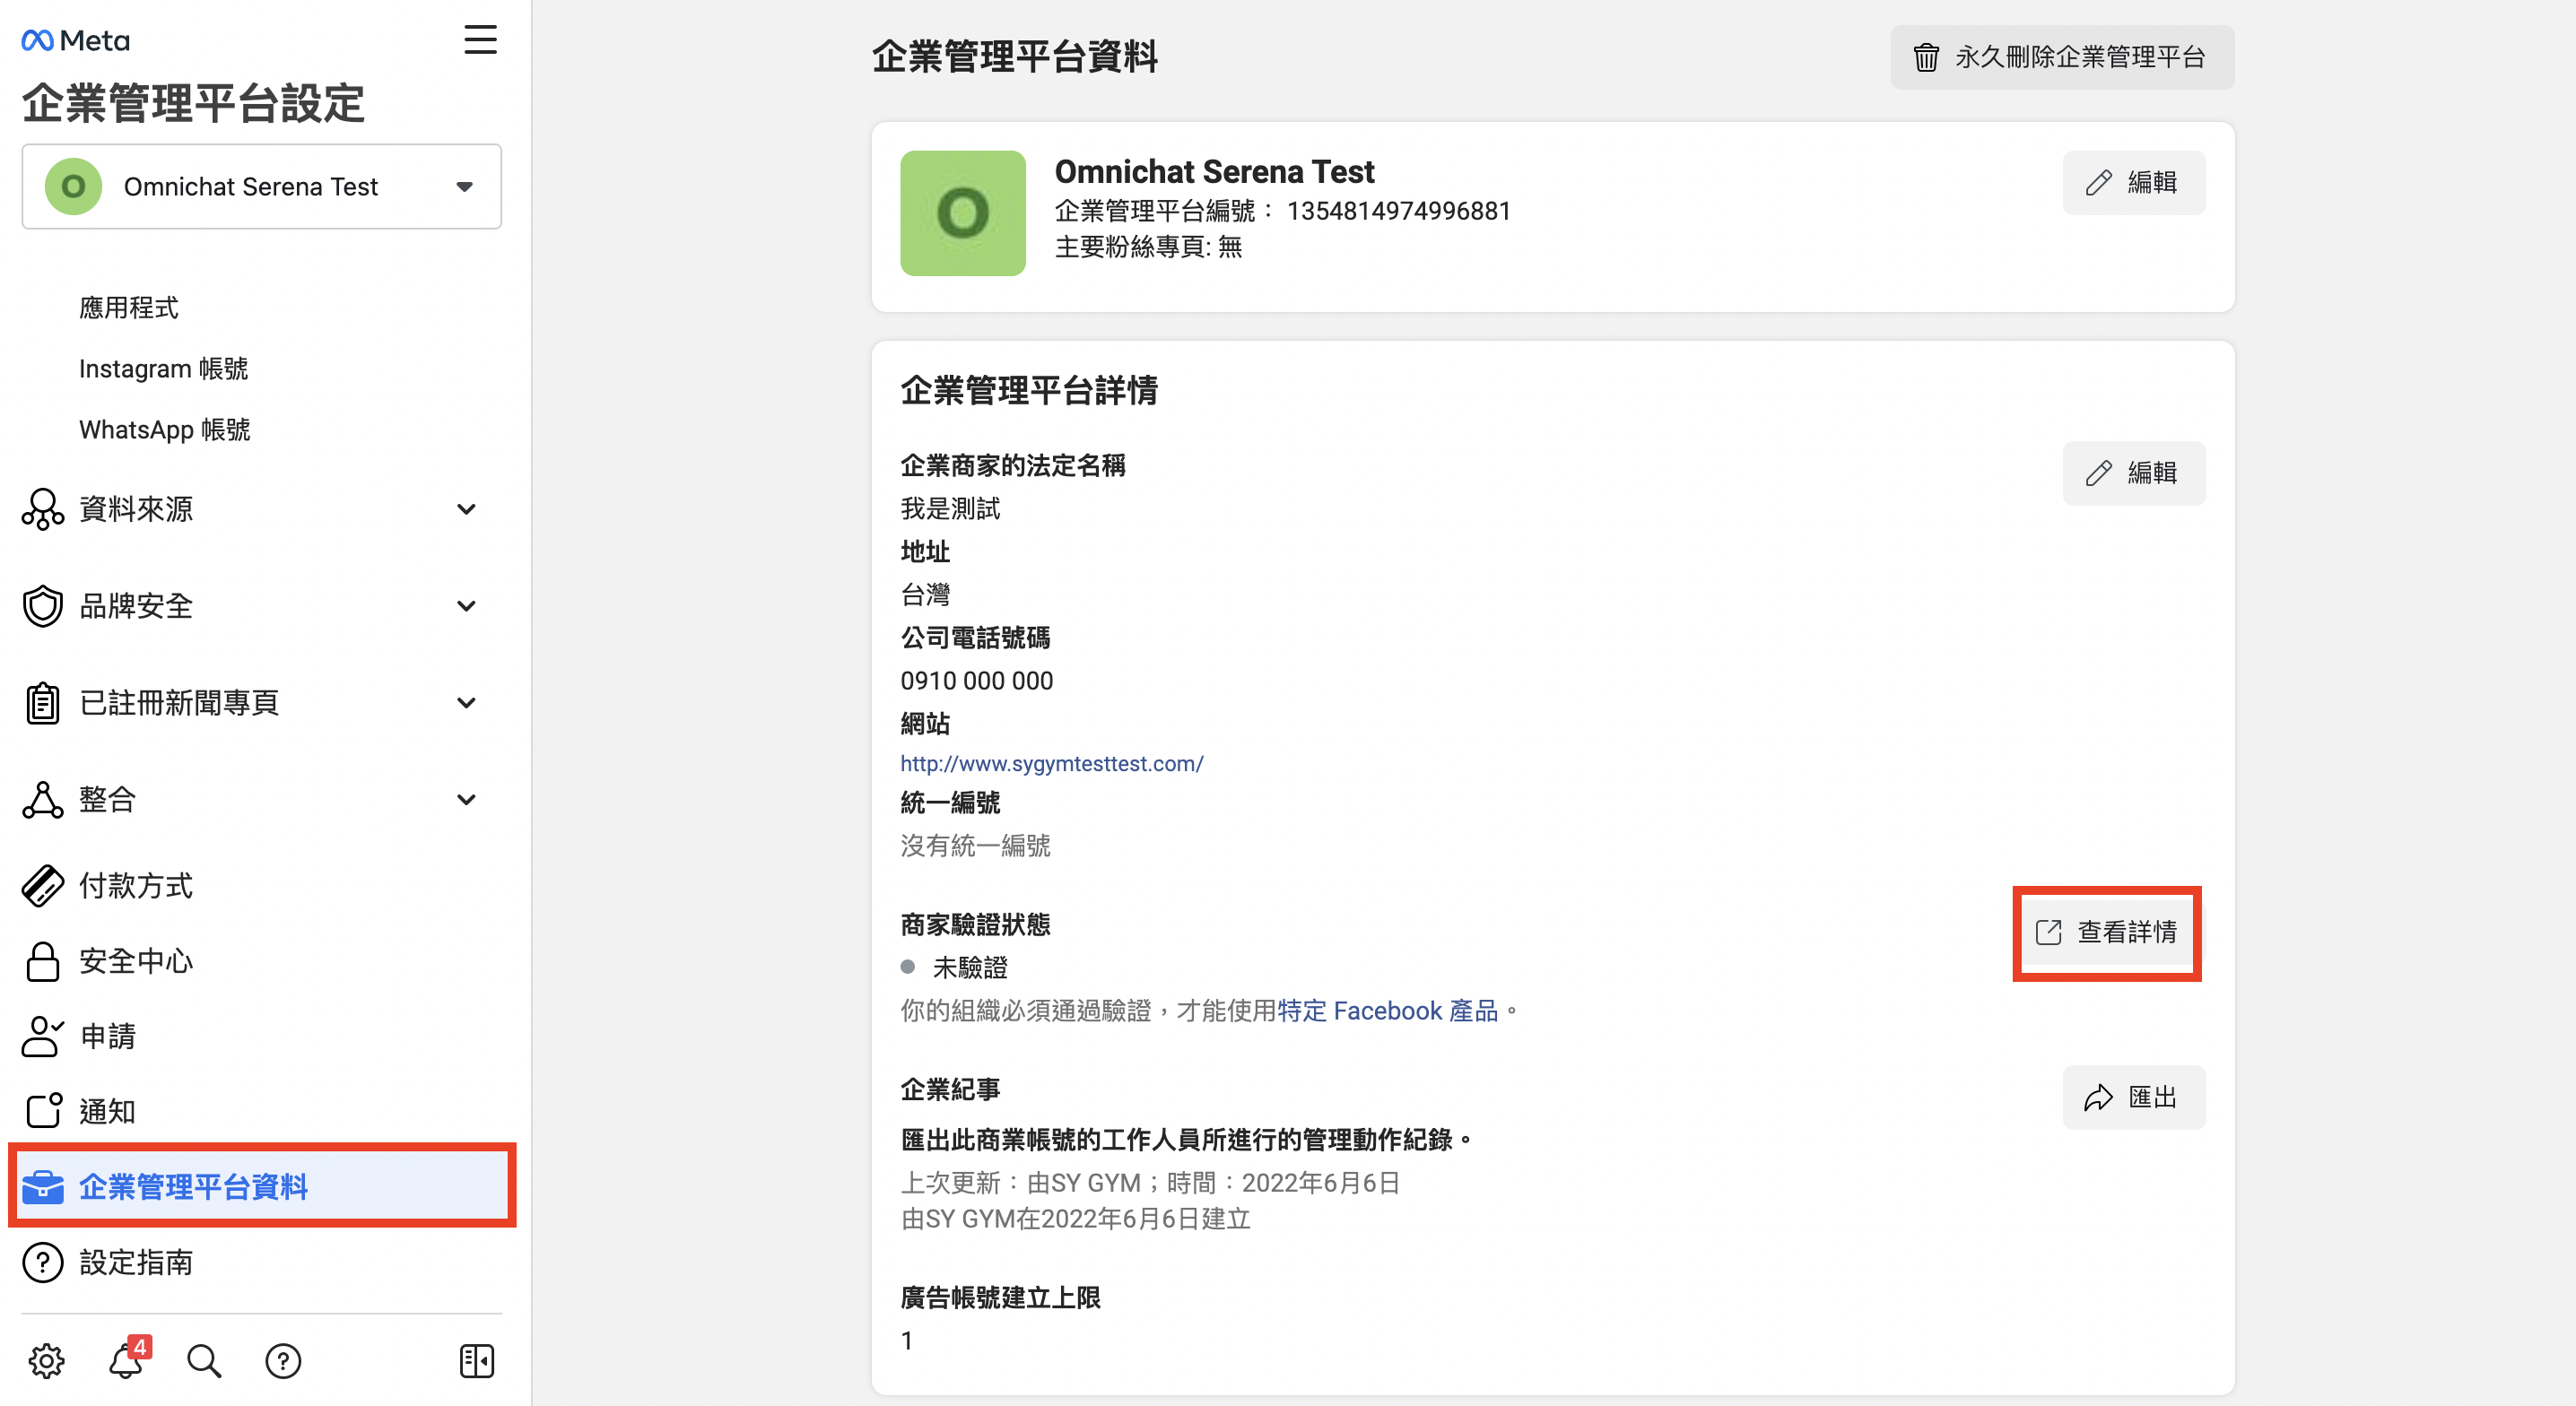 Meta
企業管理平台設定
O
Omnichat Serena Test
應用程式
Instagram 帳號
WhatsApp 帳號
資料來源
品牌安全
已註冊新聞專頁
整合
付款方式
安全中心
申請
通知
企業管理平台資料
設定指南
4
企業管理平台資料
永久刪除企業管理平台
O
Omnichat Serena Test
企業管理平台編號： 1354814974996881
主要粉絲專頁: 無
編輯
企業管理平台詳情
企業商家的法定名稱
編輯
我是測試
地址
台灣
公司電話號碼
0910 000 000
網站
http://www.sygymtesttest.com/
統一編號
沒有統一編號
商家驗證狀態
查看詳情
未驗證
你的組織必須通過驗證，才能使用特定 Facebook 產品。
企業紀事
匯出
匯出此商業帳號的工作人員所進行的管理動作紀錄。
上次更新：由SY GYM；時間：2022年6月6日
由SY GYM在2022年6月6日建立
廣告帳號建立上限
1